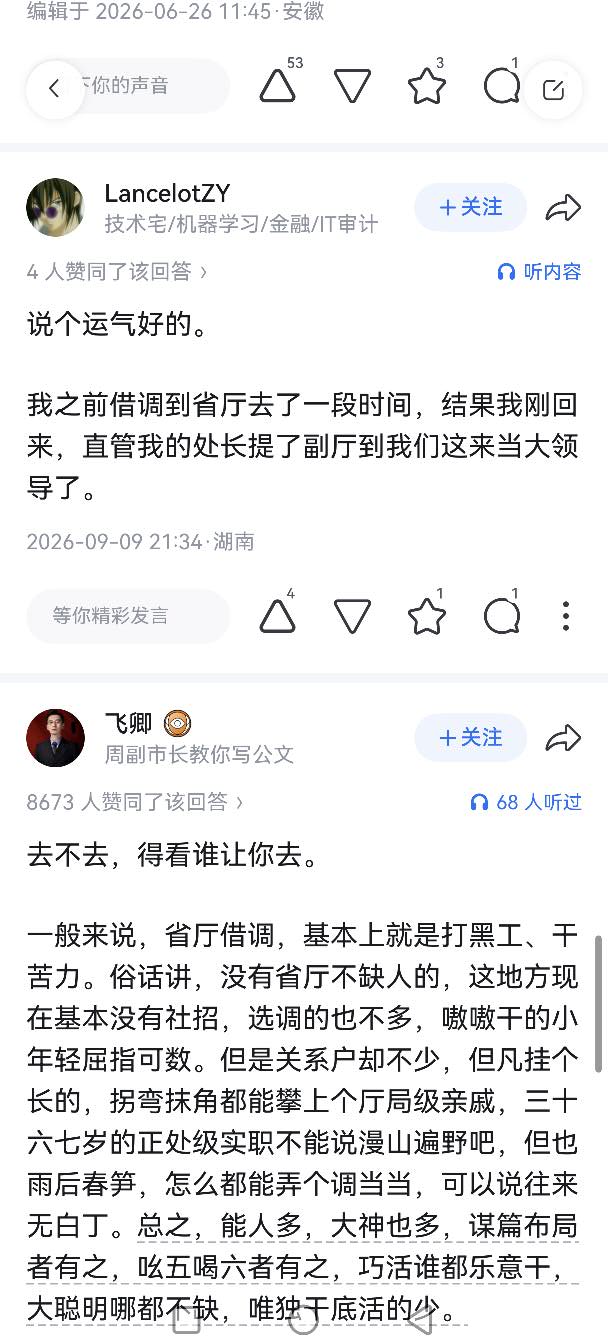 编辑于 2026-06-26 11:45·安徽
下你的声音
53
3
1
LancelotZY
技术宅/机器学习/金融/IT审计
+关注
4 人赞同了该回答 ›
听内容
说个运气好的。
我之前借调到省厅去了一段时间，结果我刚回
来，直管我的处长提了副厅到我们这来当大领
导了。
2026-09-09 21:34·湖南
等你精彩发言
4
1
1
飞卿
周副市长教你写公文
+关注
8673 人赞同了该回答 ›
68 人听过
去不去，得看谁让你去。
一般来说，省厅借调，基本上就是打黑工、干
苦力。俗话讲，没有省厅不缺人的，这地方现
在基本没有社招，选调的也不多，嗷嗷干的小
年轻屈指可数。但是关系户却不少，但凡挂个
长的，拐弯抹角都能攀上个厅局级亲戚，三十
六七岁的正处级实职不能说漫山遍野吧，但也
雨后春笋，怎么都能弄个调当当，可以说往来
无白丁。总之，能人多，大神也多，谋篇布局
者有之，吆五喝六者有之，巧活谁都乐意干，
大聪明哪都不缺，唯独干底活的少。